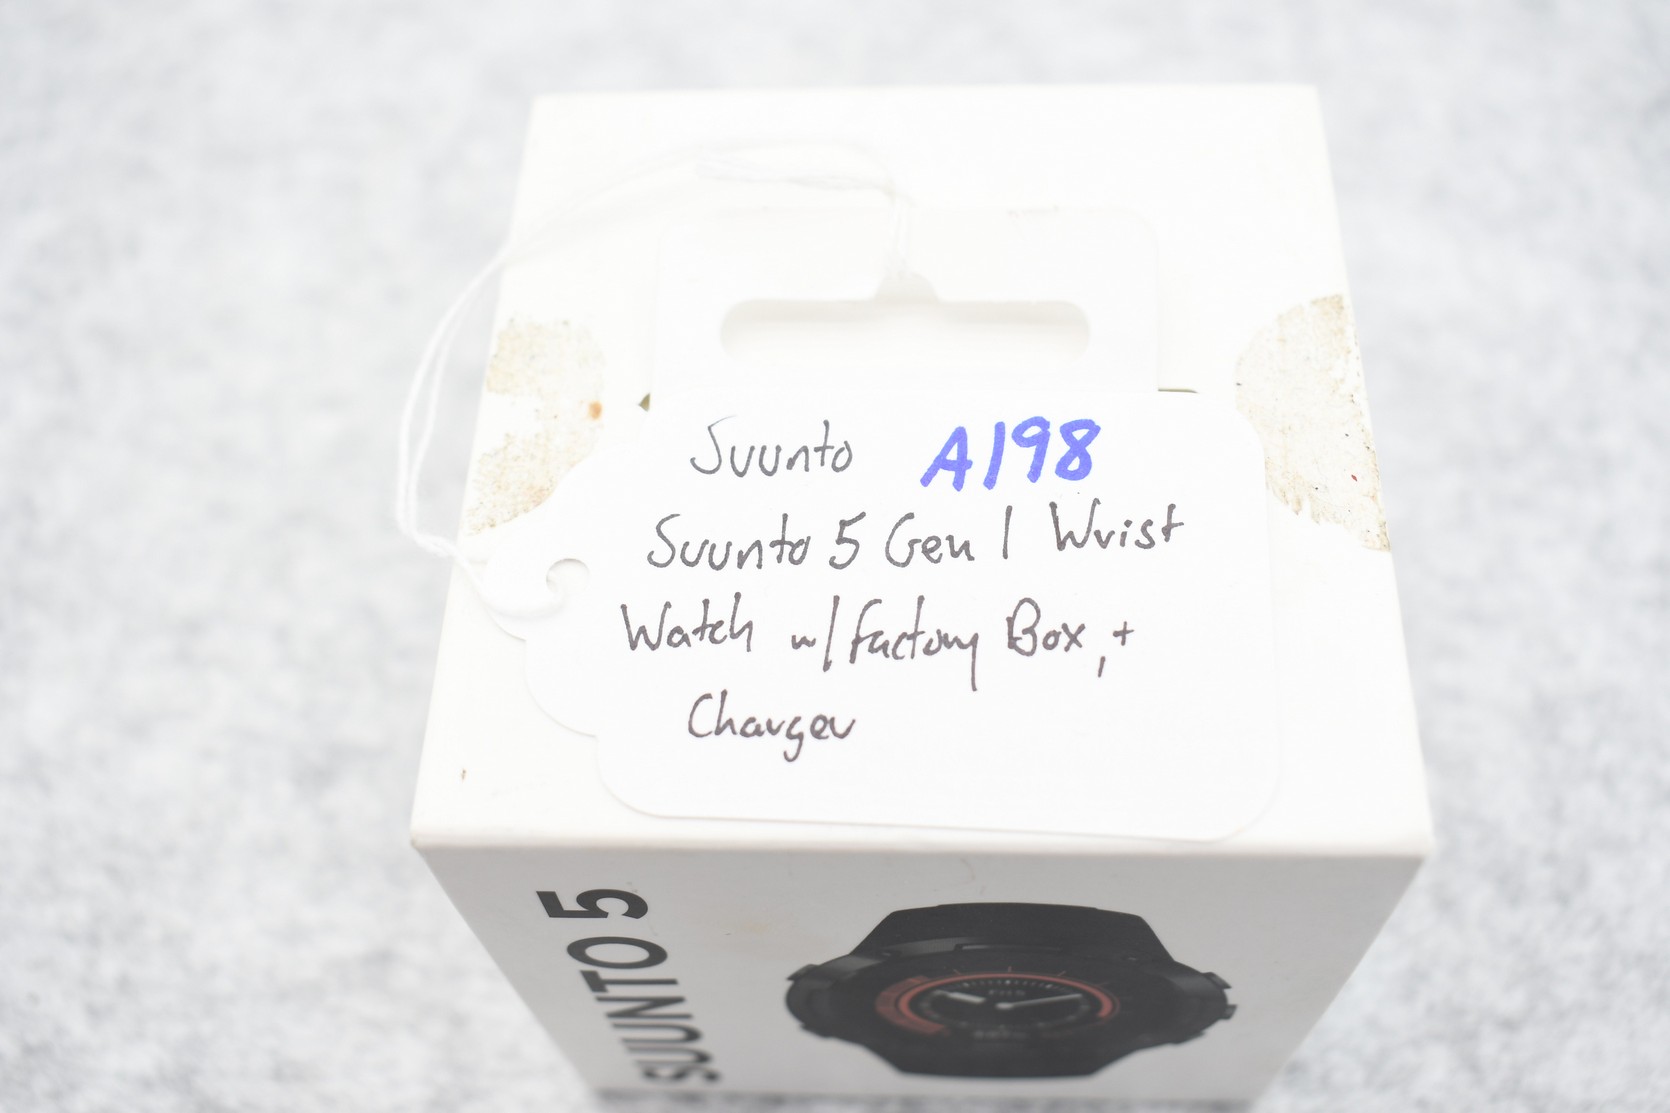 Suunto A198
Suunto 5 Gen 1 Wrist
Watch w/ Factory Box, +
Charger
SUUNTO 5